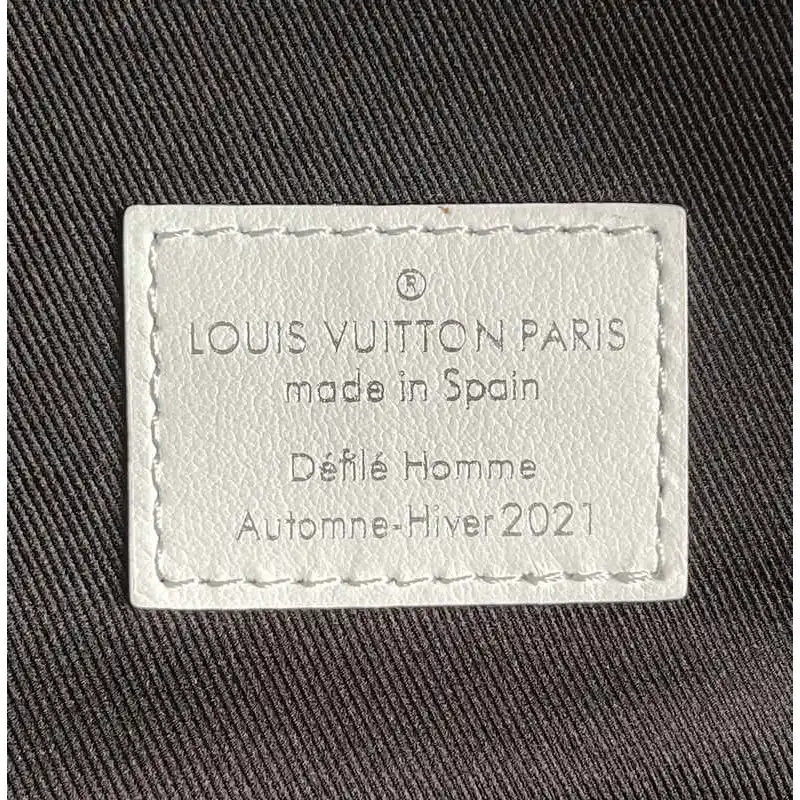 ®
LOUIS VUITTON PARIS
made in Spain
Défilé Homme
Automne-Hiver 2021